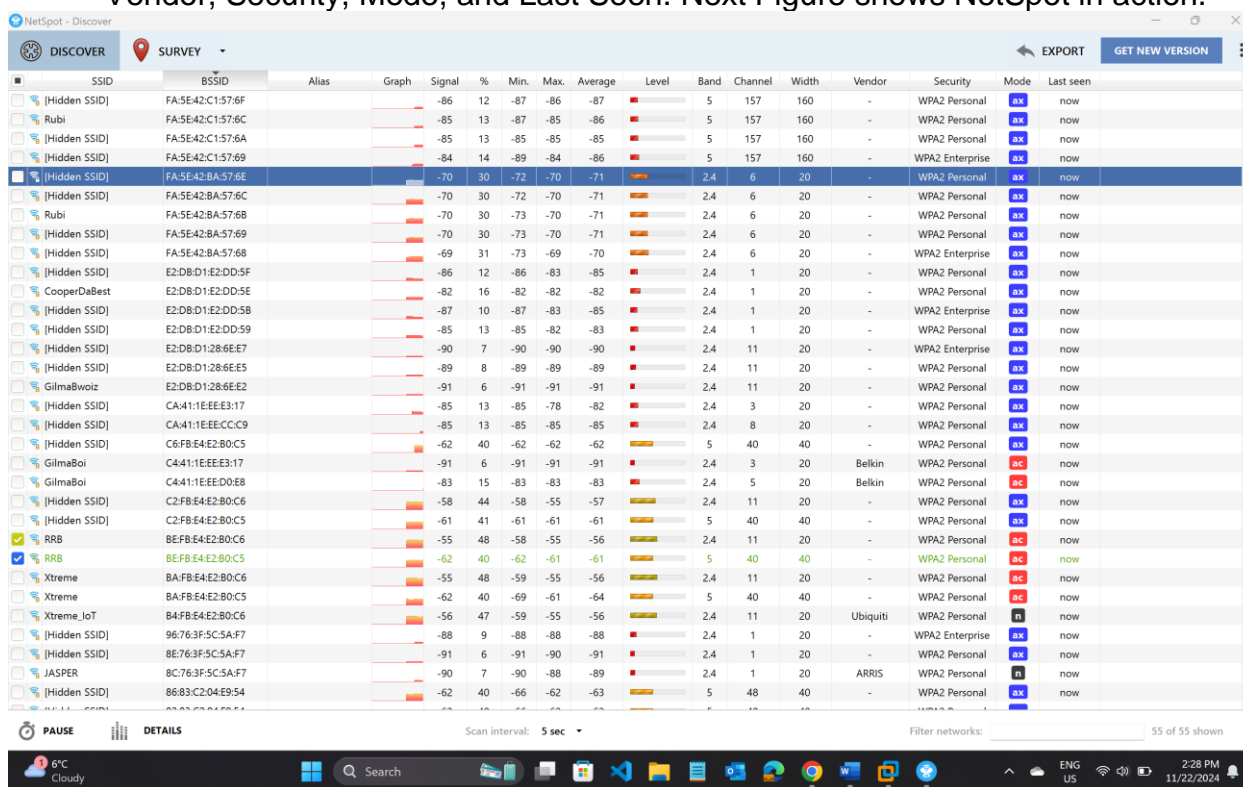 Vendor, Security, Mode, and Last Seen. Next Figure shows NetSpot in action.
NetSpot - Discover
DISCOVER SURVEY EXPORT GET NEW VERSION
SSID BSSID Alias Graph Signal % Min. Max. Average Level Band Channel Width Vendor Security Mode Last seen
[Hidden SSID] FA:5E:42:C1:57:6F -86 12 -87 -86 -87 5 157 160 - WPA2 Personal ax now
Rubi FA:5E:42:C1:57:6C -85 13 -87 -85 -86 5 157 160 - WPA2 Personal ax now
[Hidden SSID] FA:5E:42:C1:57:6A -85 13 -85 -85 -85 5 157 160 - WPA2 Personal ax now
[Hidden SSID] FA:5E:42:C1:57:69 -84 14 -89 -84 -86 5 157 160 - WPA2 Enterprise ax now
[Hidden SSID] FA:5E:42:BA:57:6E -70 30 -72 -70 -71 2.4 6 20 - WPA2 Personal ax now
[Hidden SSID] FA:5E:42:BA:57:6C -70 30 -72 -70 -71 2.4 6 20 - WPA2 Personal ax now
Rubi FA:5E:42:BA:57:6B -70 30 -73 -70 -71 2.4 6 20 - WPA2 Personal ax now
[Hidden SSID] FA:5E:42:BA:57:69 -70 30 -73 -70 -71 2.4 6 20 - WPA2 Personal ax now
[Hidden SSID] FA:5E:42:BA:57:68 -69 31 -73 -69 -70 2.4 6 20 - WPA2 Enterprise ax now
[Hidden SSID] E2:DB:D1:E2:DD:5F -86 12 -86 -83 -85 2.4 1 20 - WPA2 Personal ax now
CooperDaBest E2:DB:D1:E2:DD:5E -82 16 -82 -82 -82 2.4 1 20 - WPA2 Personal ax now
[Hidden SSID] E2:DB:D1:E2:DD:5B -87 10 -87 -83 -85 2.4 1 20 - WPA2 Enterprise ax now
[Hidden SSID] E2:DB:D1:E2:DD:59 -85 13 -85 -82 -83 2.4 1 20 - WPA2 Personal ax now
[Hidden SSID] E2:DB:D1:28:6E:E7 -90 7 -90 -90 -90 2.4 11 20 - WPA2 Enterprise ax now
[Hidden SSID] E2:DB:D1:28:6E:E5 -89 8 -89 -89 -89 2.4 11 20 - WPA2 Personal ax now
GilmaBwoiz E2:DB:D1:28:6E:E2 -91 6 -91 -91 -91 2.4 11 20 - WPA2 Personal ax now
[Hidden SSID] CA:41:1E:EE:E3:17 -85 13 -85 -78 -82 2.4 3 20 - WPA2 Personal ax now
[Hidden SSID] CA:41:1E:EE:CC:C9 -85 13 -85 -85 -85 2.4 8 20 - WPA2 Personal ax now
[Hidden SSID] C6:FB:E4:E2:B0:C5 -62 40 -62 -62 -62 5 40 40 - WPA2 Personal ax now
GilmaBoi C4:41:1E:EE:E3:17 -91 6 -91 -91 -91 2.4 3 20 Belkin WPA2 Personal ac now
GilmaBoi C4:41:1E:EE:D0:E8 -83 15 -83 -83 -83 2.4 5 20 Belkin WPA2 Personal ac now
[Hidden SSID] C2:FB:E4:E2:B0:C6 -58 44 -58 -55 -57 2.4 11 20 - WPA2 Personal ax now
[Hidden SSID] C2:FB:E4:E2:B0:C5 -61 41 -61 -61 -61 5 40 40 - WPA2 Personal ax now
RRB BE:FB:E4:E2:B0:C6 -55 48 -58 -55 -56 2.4 11 20 - WPA2 Personal ac now
RRB BE:FB:E4:E2:B0:C5 -62 40 -62 -61 -61 5 40 40 - WPA2 Personal ac now
Xtreme BA:FB:E4:E2:B0:C6 -55 48 -59 -55 -56 2.4 11 20 - WPA2 Personal ac now
Xtreme BA:FB:E4:E2:B0:C5 -62 40 -69 -61 -64 5 40 40 - WPA2 Personal ac now
Xtreme_IoT B4:FB:E4:E2:B0:C6 -56 47 -59 -55 -56 2.4 11 20 Ubiquiti WPA2 Personal n now
[Hidden SSID] 96:76:3F:5C:5A:F7 -88 9 -88 -88 -88 2.4 1 20 - WPA2 Enterprise ax now
[Hidden SSID] 8E:76:3F:5C:5A:F7 -91 6 -91 -90 -91 2.4 1 20 - WPA2 Personal ax now
JASPER 8C:76:3F:5C:5A:F7 -90 7 -90 -88 -89 2.4 1 20 ARRIS WPA2 Personal n now
[Hidden SSID] 86:83:C2:04:E9:54 -62 40 -66 -62 -63 5 48 40 - WPA2 Personal ax now
PAUSE DETAILS Scan interval: 5 sec Filter networks: 55 of 55 shown
1 6°C Search ENG 2:28 PM
Cloudy US 11/22/2024